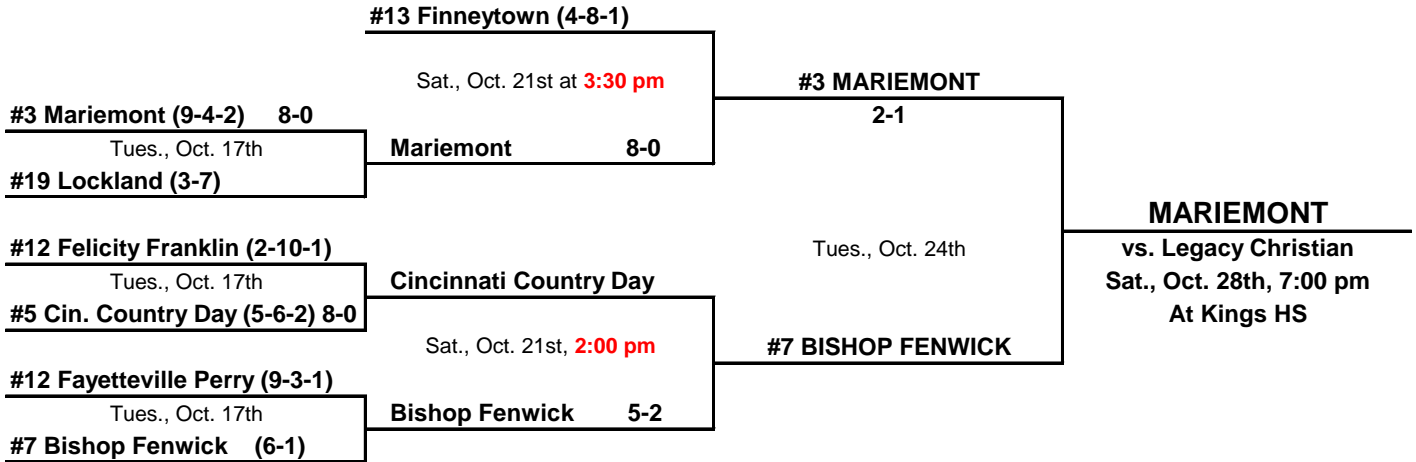 #13 Finneytown (4-8-1)
Sat., Oct. 21st at 3:30 pm
#3 MARIEMONT
#3 Mariemont (9-4-2) 8-0
2-1
Tues., Oct. 17th
Mariemont 8-0
#19 Lockland (3-7)
MARIEMONT
#12 Felicity Franklin (2-10-1)
Tues., Oct. 24th
vs. Legacy Christian
Tues., Oct. 17th
Cincinnati Country Day
Sat., Oct. 28th, 7:00 pm
#5 Cin. Country Day (5-6-2) 8-0
At Kings HS
Sat., Oct. 21st, 2:00 pm
#7 BISHOP FENWICK
#12 Fayetteville Perry (9-3-1)
Tues., Oct. 17th
Bishop Fenwick 5-2
#7 Bishop Fenwick (6-1)